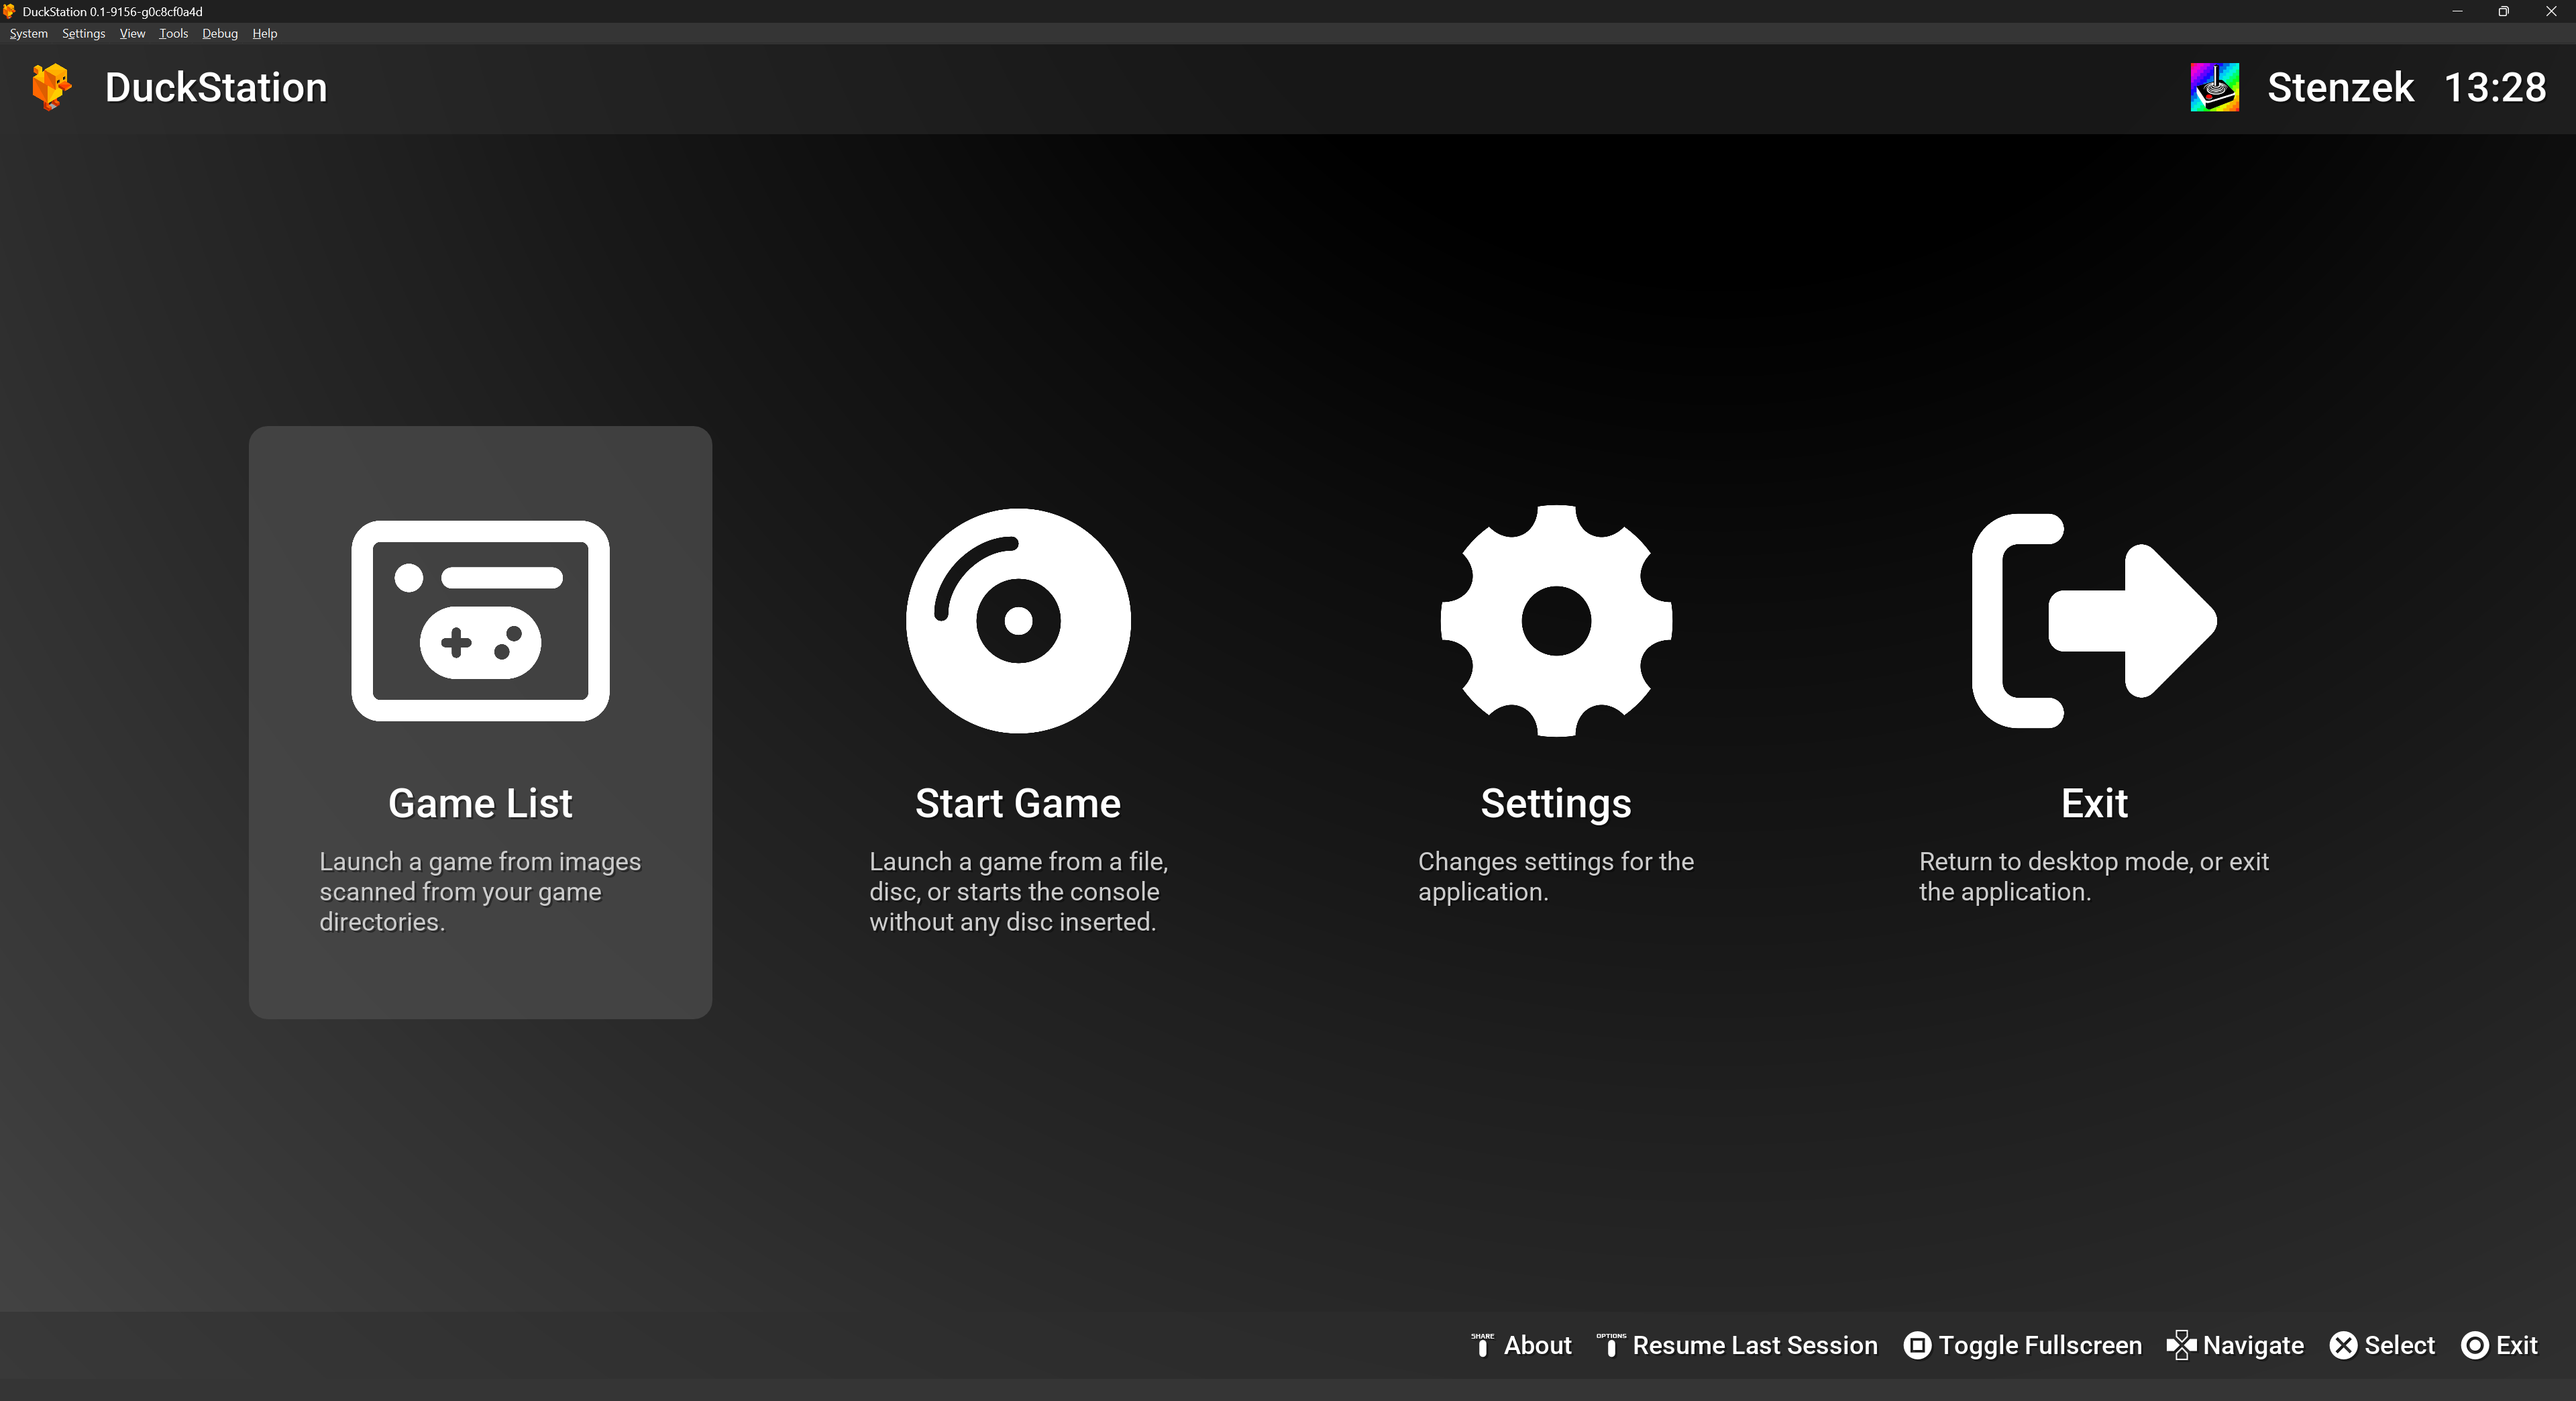 DuckStation 0.1-9156-g0c8cf0a4d
System Settings View Tools Debug Help
DuckStation
Stenzek 13:28
Game List
Launch a game from images
scanned from your game
directories.
Start Game
Launch a game from a file,
disc, or starts the console
without any disc inserted.
Settings
Changes settings for the
application.
Exit
Return to desktop mode, or exit
the application.
SHARE About OPTIONS Resume Last Session Toggle Fullscreen Navigate Select Exit